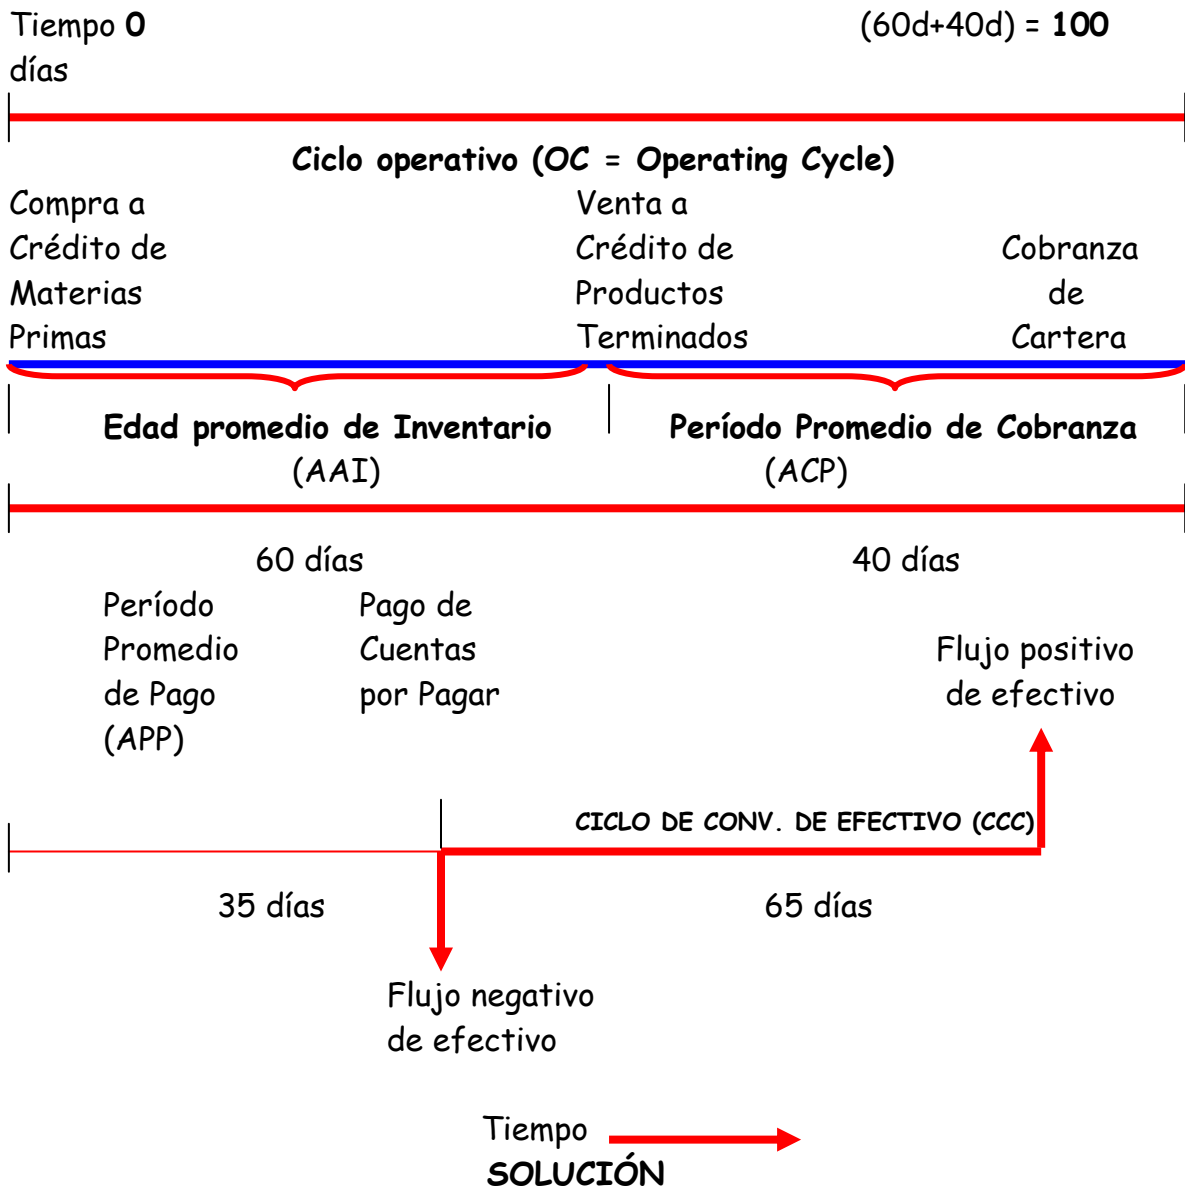 Tiempo 0
(60d+40d) = 100
días
Ciclo operativo (OC = Operating Cycle)
Compra a
Crédito de
Materias
Primas
Venta a
Crédito de
Productos
Terminados
Cobranza
de
Cartera
Edad promedio de Inventario
(AAI)
Período Promedio de Cobranza
(ACP)
60 días
40 días
Período
Promedio
de Pago
(APP)
Pago de
Cuentas
por Pagar
Flujo positivo
de efectivo
CICLO DE CONV. DE EFECTIVO (CCC)
35 días
65 días
Flujo negativo
de efectivo
Tiempo
SOLUCIÓN